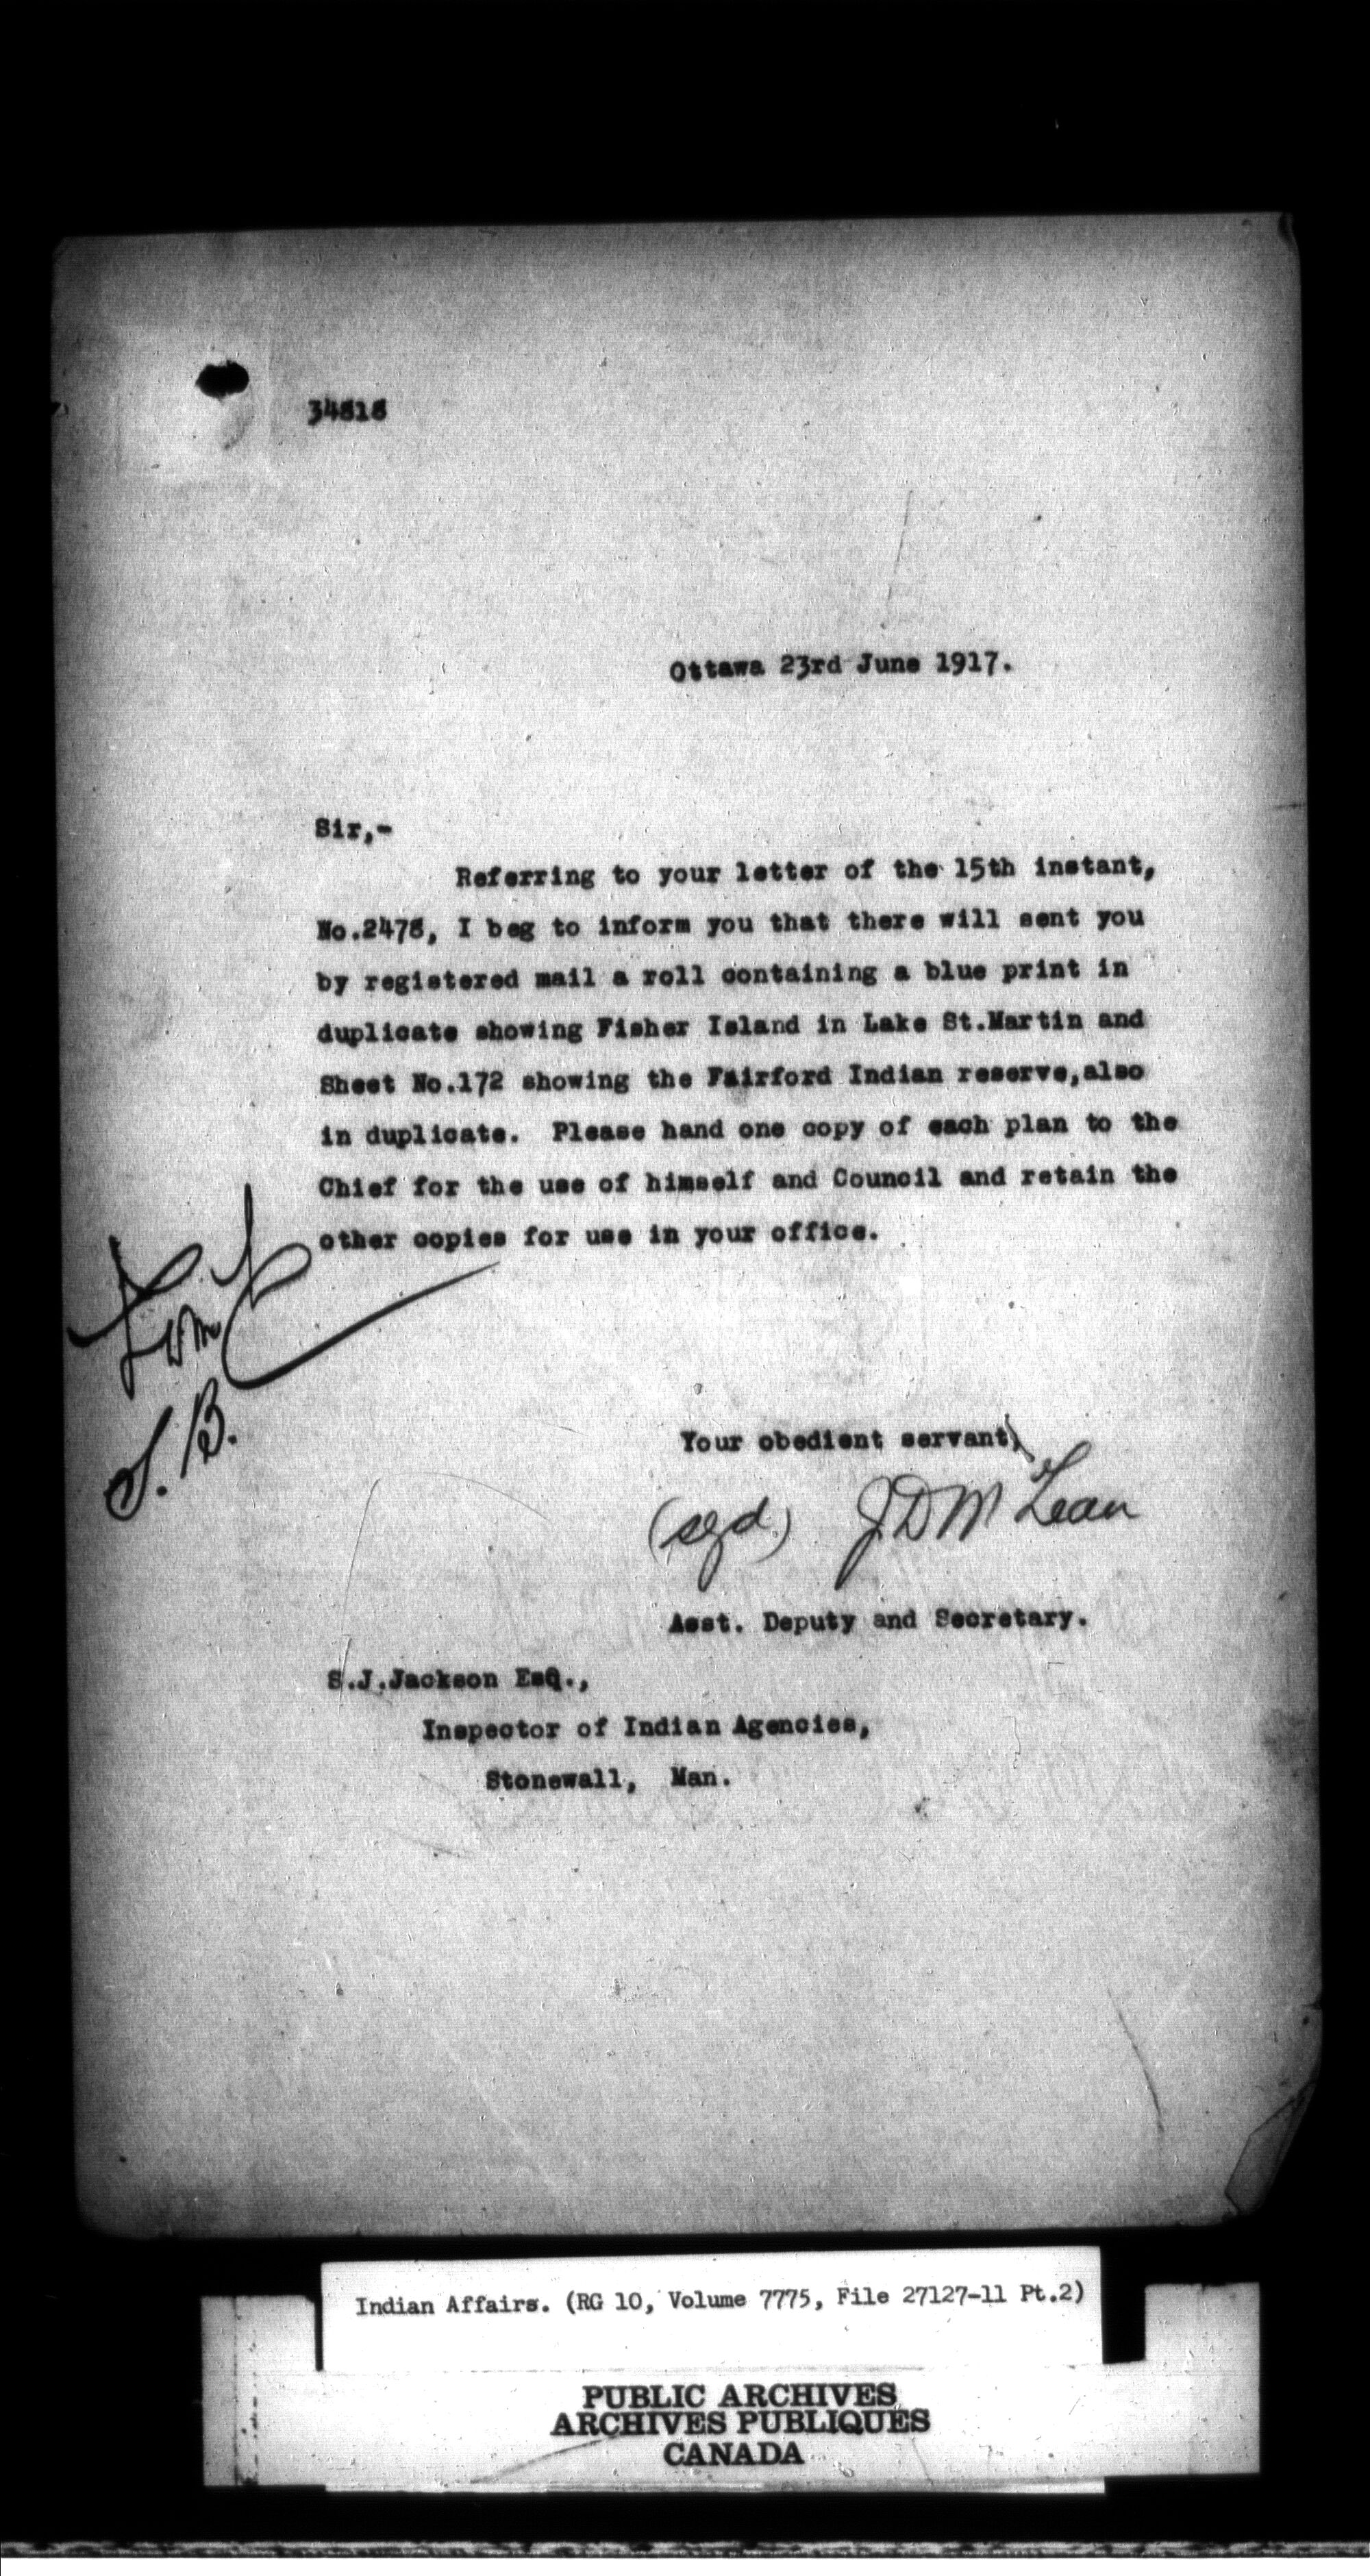 34818
Ottawa 23rd June 1917.
Sir,-
Referring to your letter of the 15th instant,
No.2478, I beg to inform you that there will sent you
by registered mail a roll containing a blue print in
duplicate showing Fisher Island in Lake St.Martin and
Sheet No.172 showing the Fairford Indian reserve,also
in duplicate. Please hand one copy of each plan to the
Chief for the use of himself and Council and retain the
other copies for use in your office.
S.B.
Your obedient servant,
(sgd.) J D McLean
Asst. Deputy and Secretary.
S.J.Jackson Esq.,
Inspector of Indian Agencies,
Stonewall, Man.
Indian Affairs. (RG 10, Volume 7775, File 27127-11 Pt.2)
PUBLIC ARCHIVES
ARCHIVES PUBLIQUES
CANADA